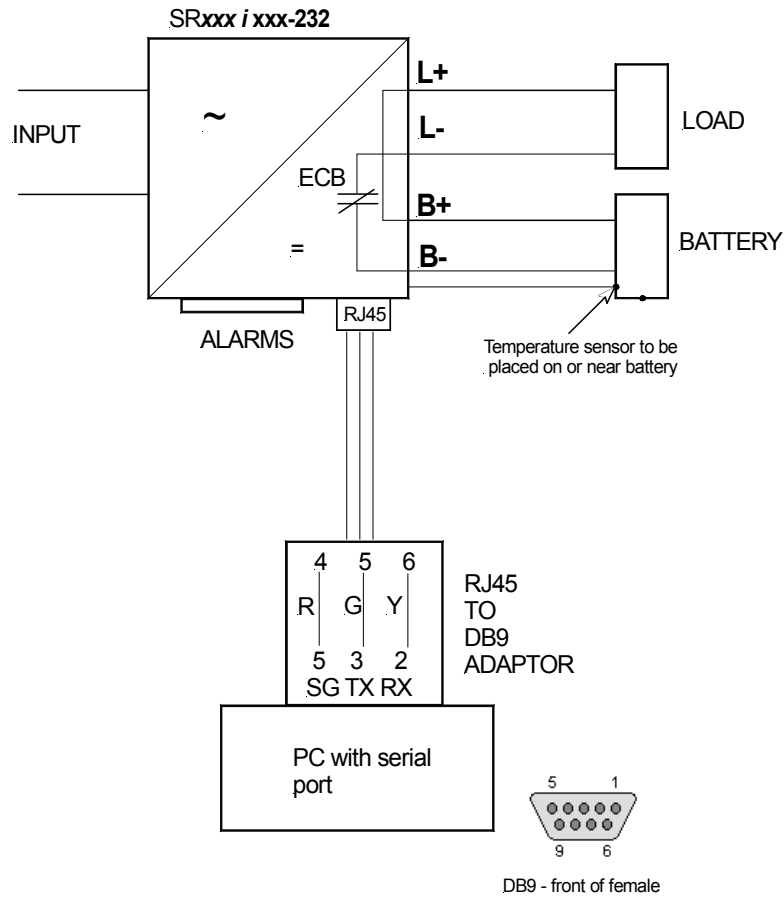 SRxxx i xxx-232
L+
~
INPUT
L-
LOAD
ECB
B+
=
B-
BATTERY
RJ45
ALARMS
Temperature sensor to be
placed on or near battery
4 5 6
R G Y
5 3 2
SG TX RX
RJ45
TO
DB9
ADAPTOR
PC with serial
port
5 1
9 6
DB9 - front of female